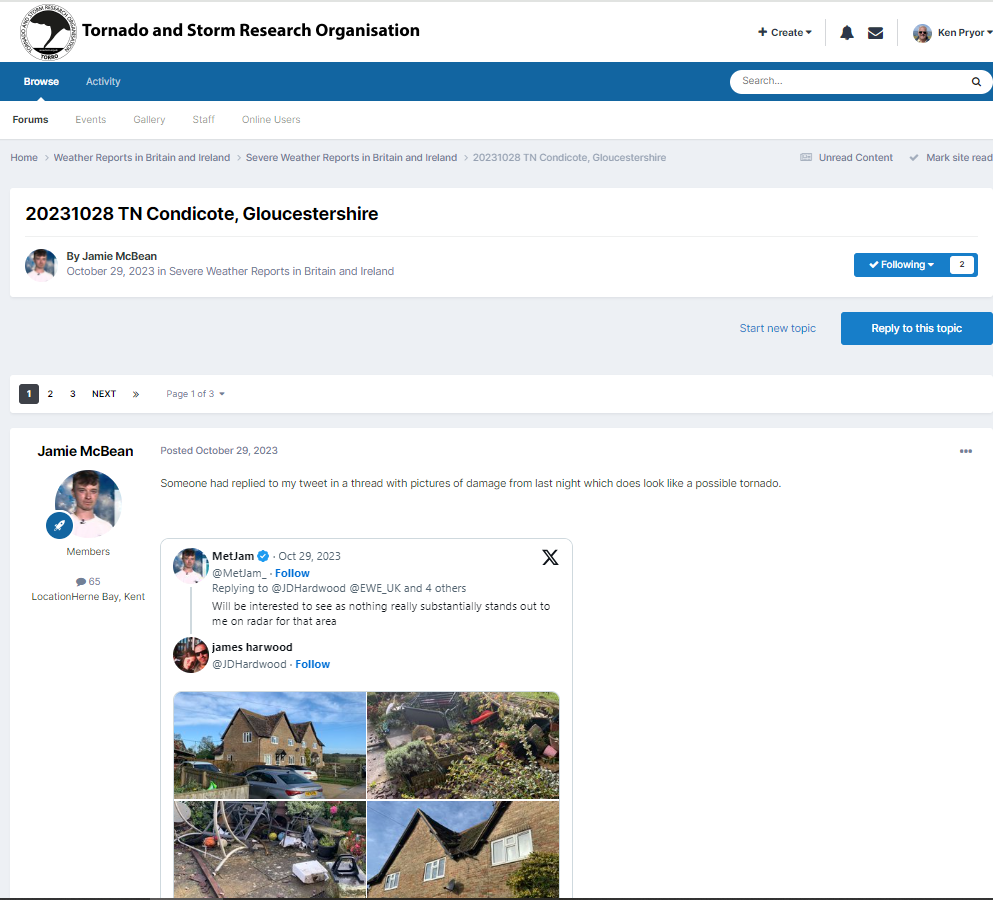 Tornado and Storm Research Organisation
TORNADO AND STORM RESEARCH ORGANISATION
TORRO
Create
Ken Pryor
Browse
Activity
Search...
Forums
Events
Gallery
Staff
Online Users
Home > Weather Reports in Britain and Ireland > Severe Weather Reports in Britain and Ireland > 20231028 TN Condicote, Gloucestershire
Unread Content
Mark site read
20231028 TN Condicote, Gloucestershire
By Jamie McBean
October 29, 2023 in Severe Weather Reports in Britain and Ireland
Following
2
Start new topic
Reply to this topic
1 2 3 NEXT »
Page 1 of 3
Jamie McBean
Members
65
LocationHerne Bay, Kent
Posted October 29, 2023
Someone had replied to my tweet in a thread with pictures of damage from last night which does look like a possible tornado.
MetJam · Oct 29, 2023
X
@MetJam_ · Follow
Replying to @JDHardwood @EWE_UK and 4 others
Will be interested to see as nothing really substantially stands out to
me on radar for that area
james harwood
@JDHardwood · Follow